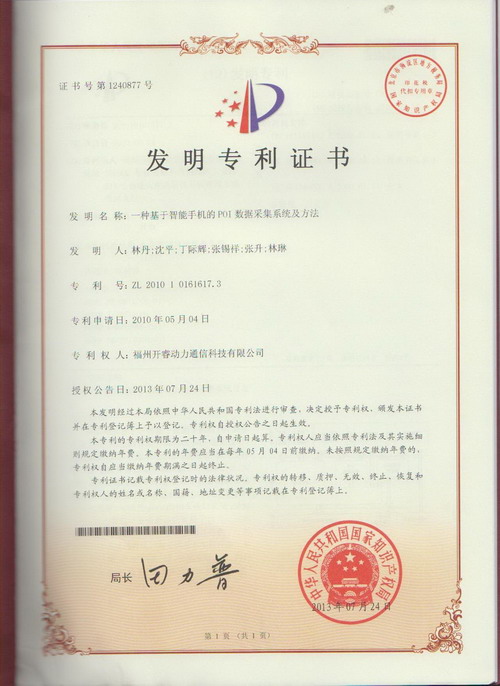 证书号第1240877号
印花税
代收专用章
国家知识产权局
发明专利证书
发明名称:一种基于智能手机的POI数据采集系统及方法
发明人:林丹;沈平;丁际辉;张锡祥;张升;林琳
专利号:ZL 2010 1 0161617.3
专利申请日:2010年05月04日
专利权人:福州开睿动力通信科技有限公司
授权公告日:2013年07月24日
本发明经过本局依照中华人民共和国专利法进行审查,决定授予专利权,颁发本证书
并在专利登记簿上予以登记。专利权自授权公告之日起生效。
本专利的专利权期限为二十年,自申请日起算。专利权人应当依照专利法及其实施细
则规定缴纳年费。本专利的年费应当在每年05月04日前缴纳。未按照规定缴纳年费的,
专利权自应当缴纳年费期满之日起终止。
专利证书记载专利权登记时的法律状况。专利权的转移、质押、无效、终止、恢复和
专利权人的姓名或名称、国籍、地址变更等事项记载在专利登记簿上。
局长 田力普
中华人民共和国国家知识产权局
2013年07月24日
第1页(共1页)